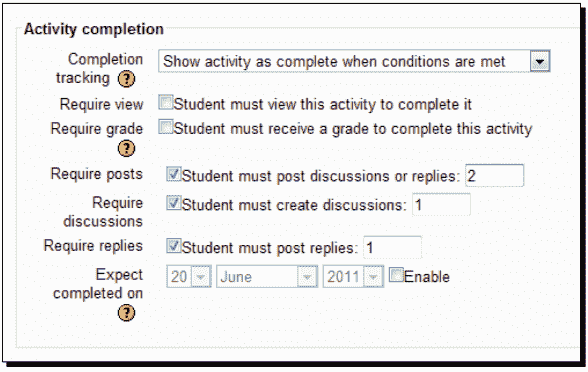 Activity completion
Completion tracking ? Show activity as complete when conditions are met
Require view Student must view this activity to complete it
Require grade ? Student must receive a grade to complete this activity
Require posts Student must post discussions or replies: 2
Require discussions Student must create discussions: 1
Require replies Student must post replies: 1
Expect completed on ? 20 June 2011 Enable